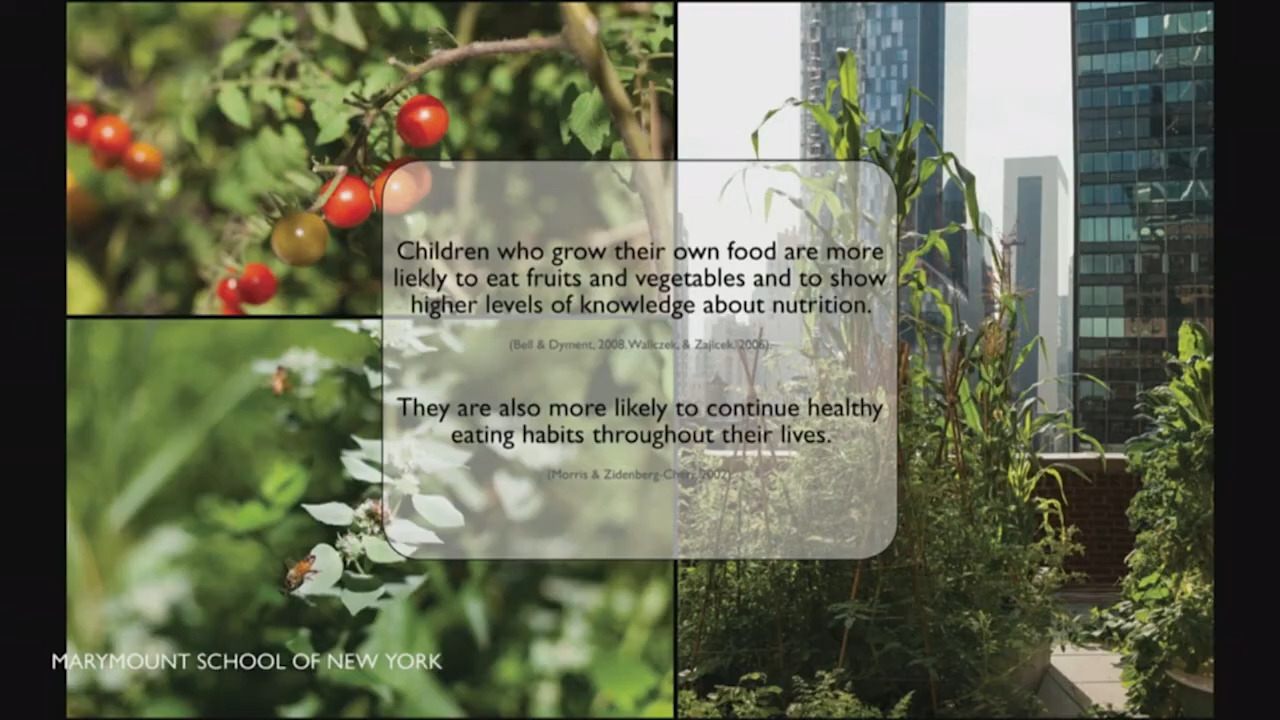 Children who grow their own food are more
liekly to eat fruits and vegetables and to show
higher levels of knowledge about nutrition.
(Bell & Dyment, 2008. Waliczek, & Zajicek, 2006)
They are also more likely to continue healthy
eating habits throughout their lives.
(Morris & Zidenberg-Cherr, 2002)
MARYMOUNT SCHOOL OF NEW YORK